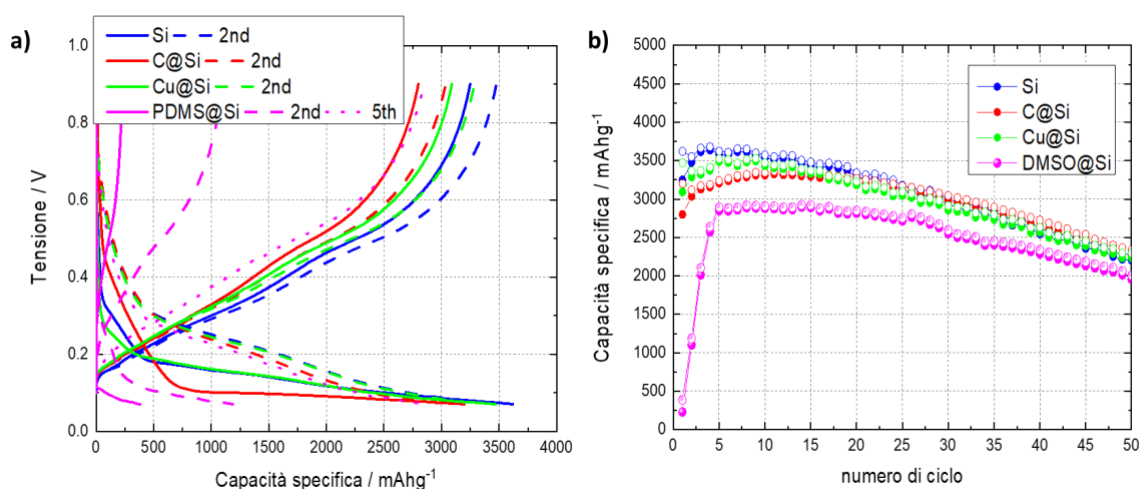 a)
Si 2nd
C@Si 2nd
Cu@Si 2nd
PDMS@Si 2nd 5th
1.0
0.8
0.6
0.4
0.2
0.0
Tensione / V
0 500 1000 1500 2000 2500 3000 3500 4000
Capacità specifica / mAhg-1
b)
5000
4500
4000
3500
3000
2500
2000
1500
1000
500
0
Capacità specifica / mAhg-1
Si
C@Si
Cu@Si
DMSO@Si
0 5 10 15 20 25 30 35 40 45 50
numero di ciclo